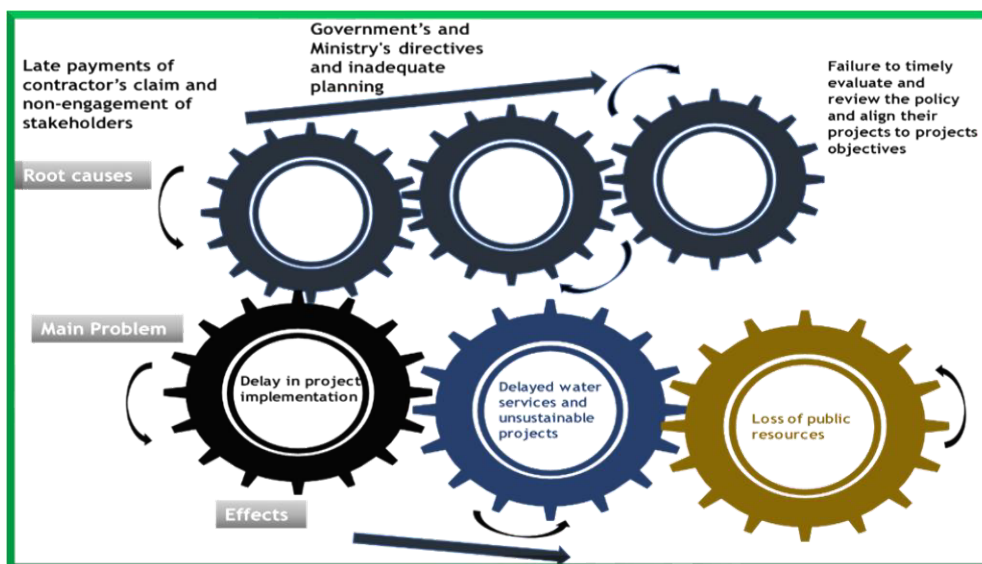 Late payments of
contractor's claim and
non-engagement of
stakeholders
Government's and
Ministry's directives
and inadequate
planning
Failure to timely
evaluate and
review the policy
and align their
projects to projects
objectives
Root causes
Main Problem
Delay in project
implementation
Delayed water
services and
unsustainable
projects
Loss of public
resources
Effects